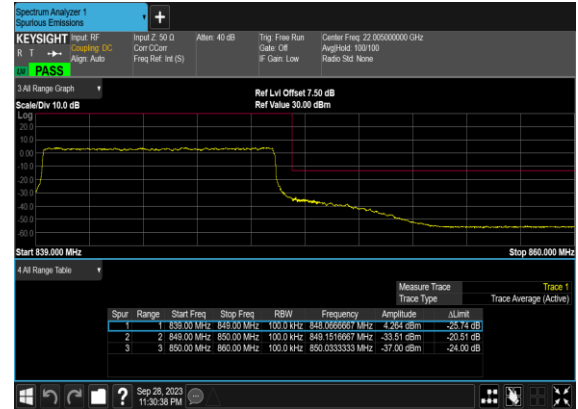 Spectrum Analyzer 1
Spurious Emissions
+
KEYSIGHT Input: RF Input Z: 50 Ω Atten: 40 dB Trig: Free Run Center Freq: 22.005000000 GHz
R T Coupling: DC Corr CCorr Gate: Off Avg|Hold: 100/100
Align: Auto Freq Ref: Int (S) IF Gain: Low Radio Std: None
PASS
3 All Range Graph
Ref Lvl Offset 7.50 dB
Scale/Div 10.0 dB Ref Value 30.00 dBm
Log
20.0
10.0
0.00
-10.0
-20.0
-30.0
-40.0
-50.0
-60.0
Start 839.000 MHz Stop 860.000 MHz
4 All Range Table
Measure Trace Trace 1
Trace Type Trace Average (Active)
Spur Range Start Freq Stop Freq RBW Frequency Amplitude ΔLimit
1 1 839.00 MHz 849.00 MHz 100.0 kHz 848.0666667 MHz 4.264 dBm -25.74 dB
2 2 849.00 MHz 850.00 MHz 100.0 kHz 849.1516667 MHz -33.51 dBm -20.51 dB
3 3 850.00 MHz 860.00 MHz 100.0 kHz 850.0333333 MHz -37.00 dBm -24.00 dB
? Sep 28, 2023
11:30:38 PM